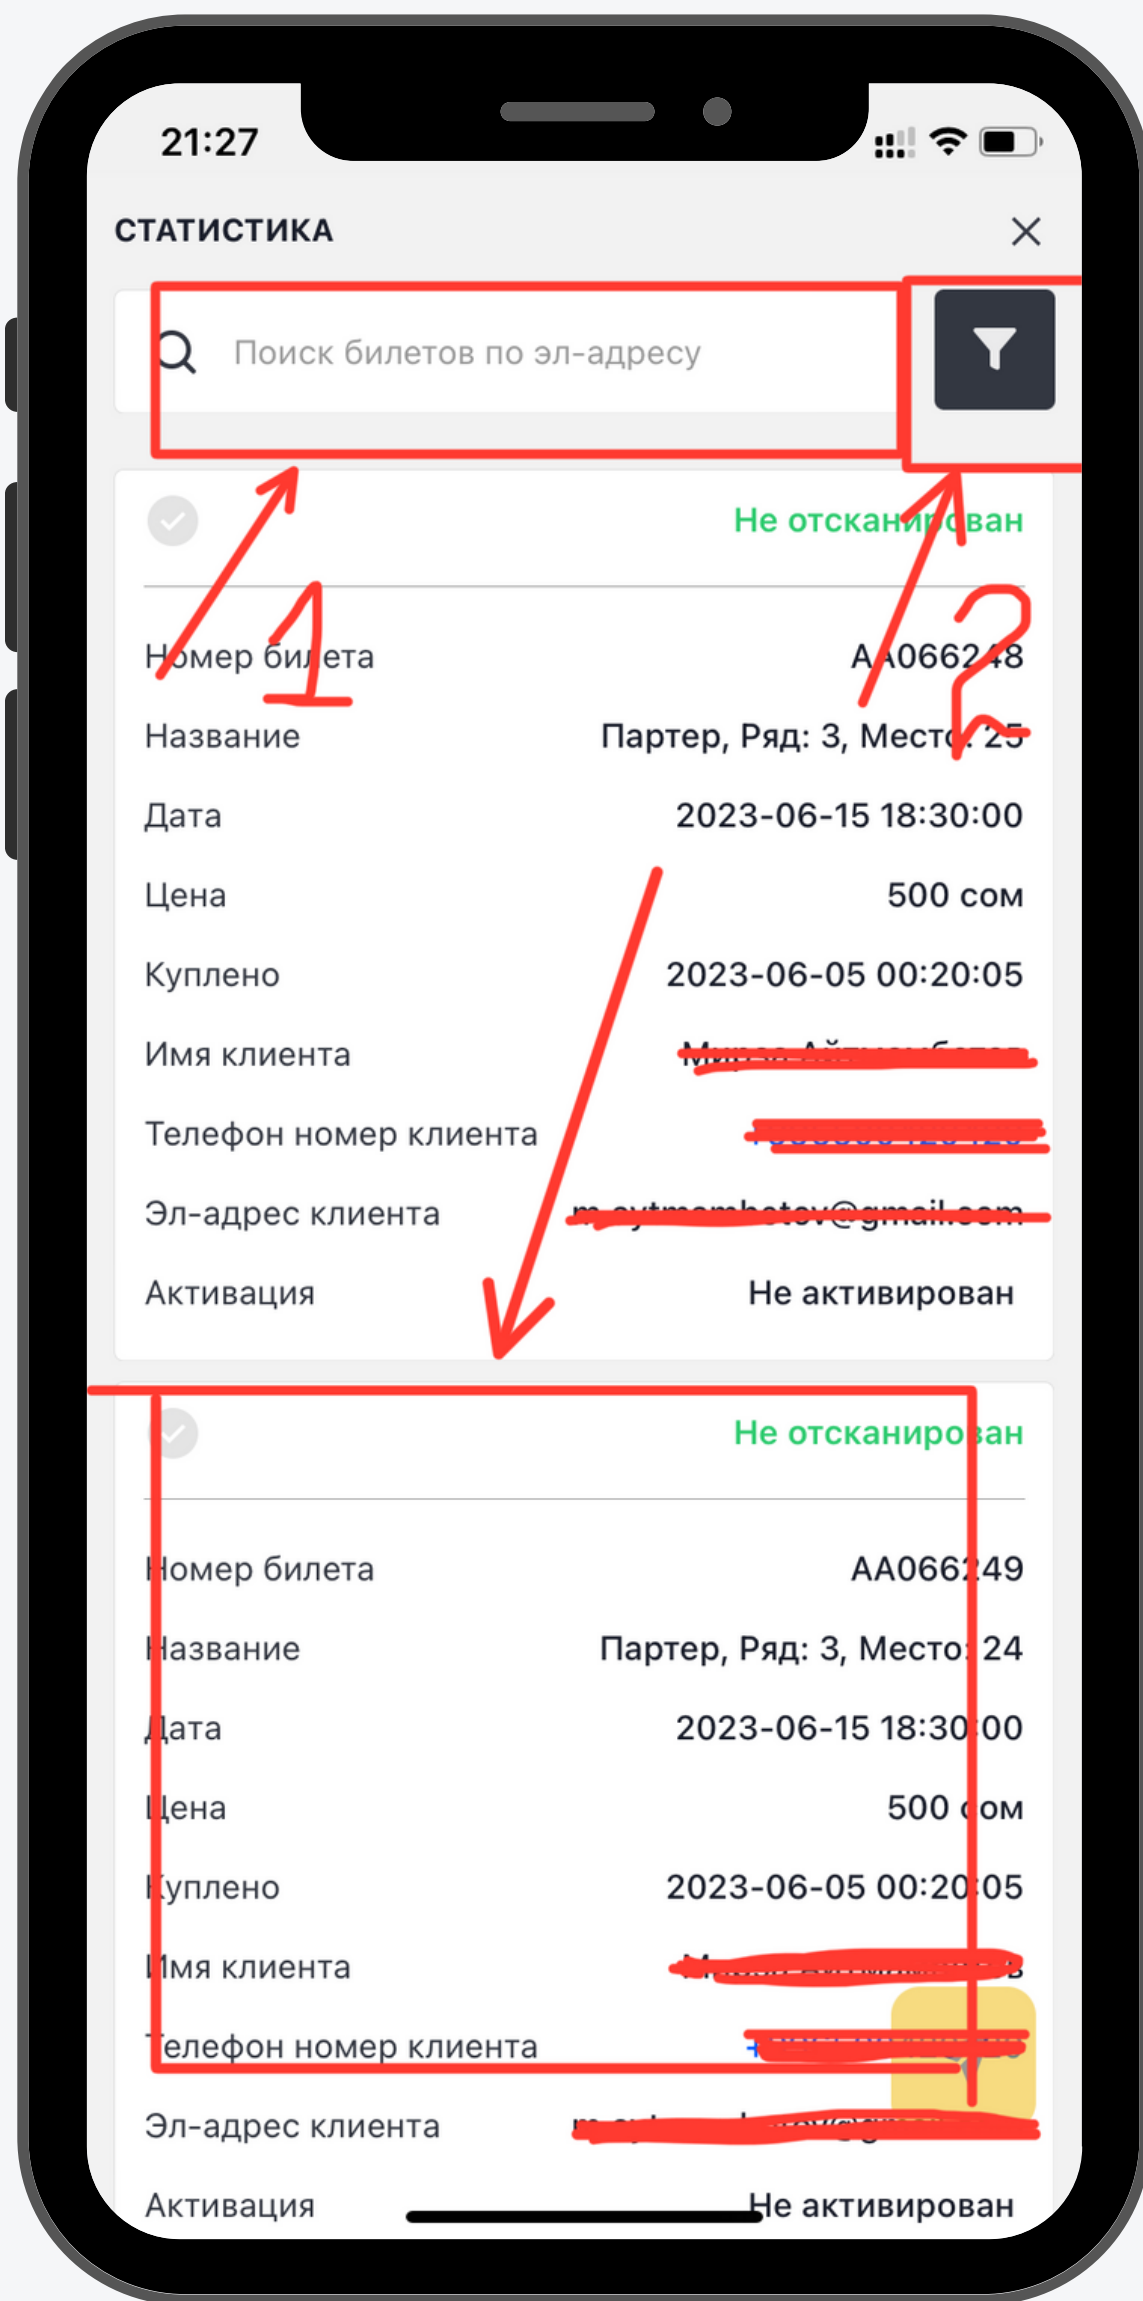 21:27
СТАТИСТИКА
Поиск билетов по эл-адресу
Не отсканирован
1
2
Номер билета AA066248
Название Партер, Ряд: 3, Место: 25
Дата 2023-06-15 18:30:00
Цена 500 сом
Куплено 2023-06-05 00:20:05
Имя клиента
Телефон номер клиента
Эл-адрес клиента
Активация Не активирован
Не отсканирован
Номер билета AA066249
Название Партер, Ряд: 3, Место: 24
Дата 2023-06-15 18:30:00
Цена 500 сом
Куплено 2023-06-05 00:20:05
Имя клиента
Телефон номер клиента
Эл-адрес клиента
Активация Не активирован